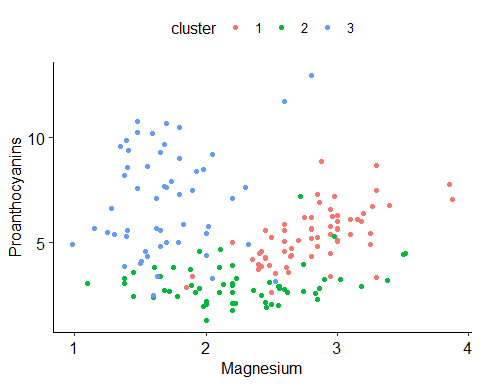 cluster 1 2 3
10
5
Proanthocyanins
1 2 3 4
Magnesium